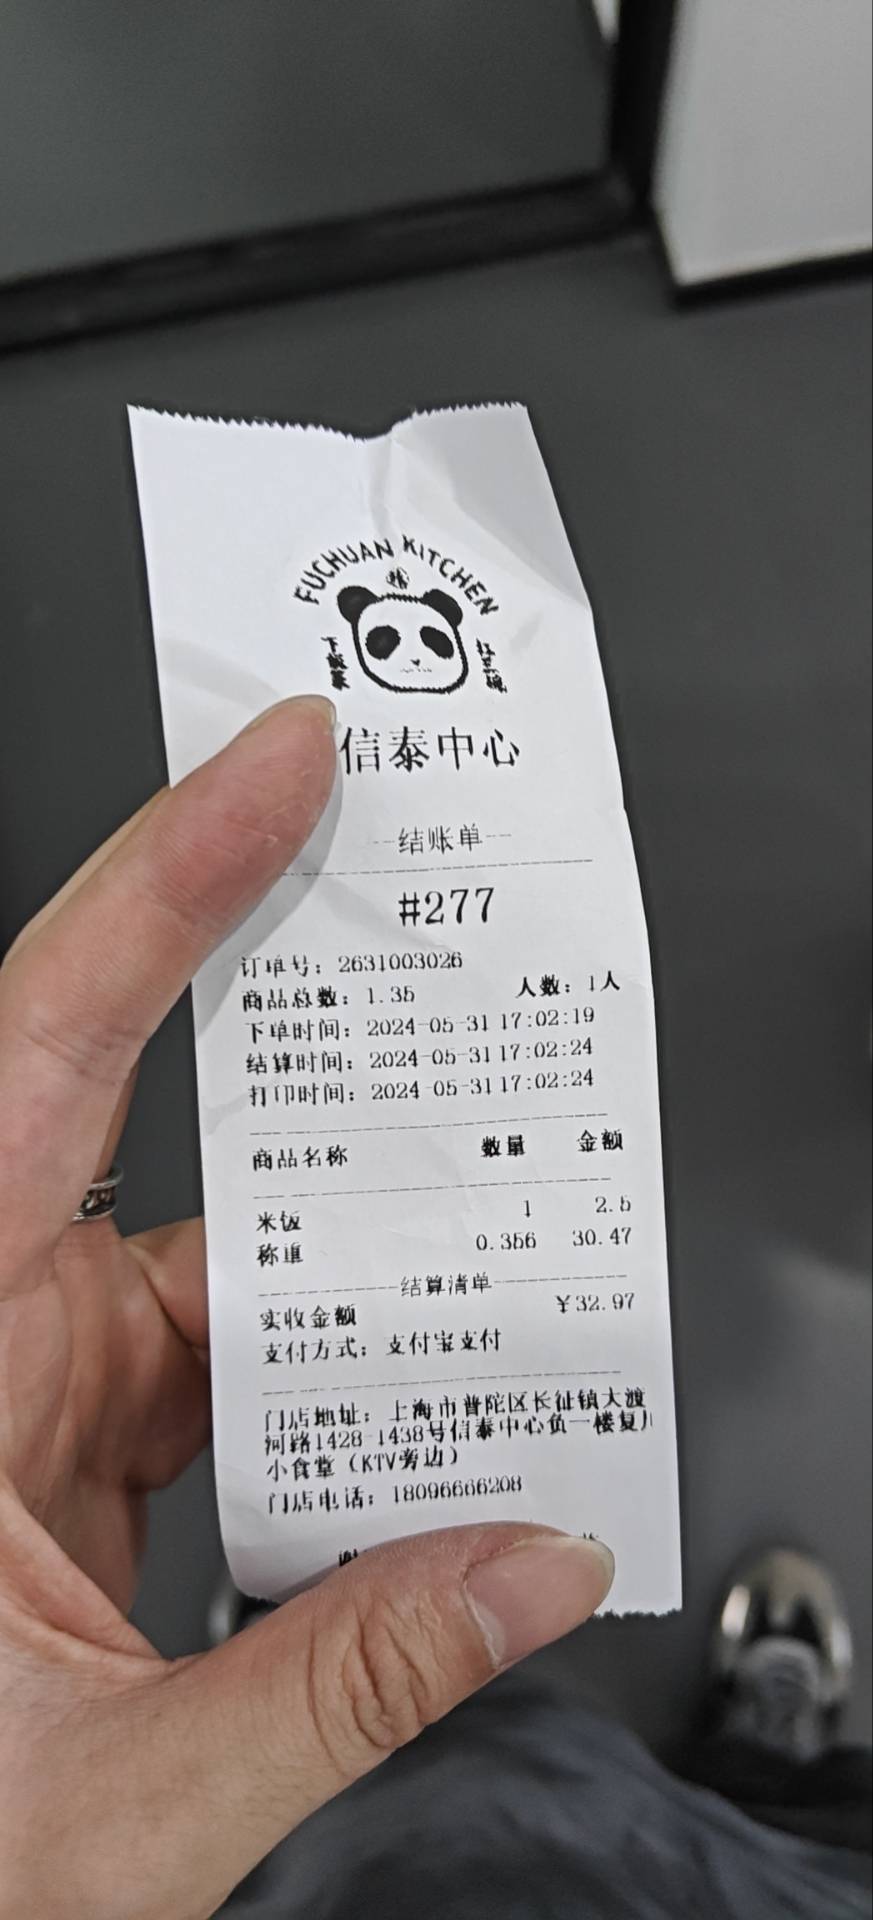 FUCHUAN KITCHEN
下饭菜
信泰中心
--结账单--
#277
订单号：2631003026
商品总数：1.35 人数：1人
下单时间：2024-05-31 17:02:19
结算时间：2024-05-31 17:02:24
打印时间：2024-05-31 17:02:24
商品名称 数量 金额
米饭 1 2.5
称重 0.356 30.47
结算清单
实收金额 ￥32.97
支付方式：支付宝支付
门店地址：上海市普陀区长征镇大渡
河路1428-1438号信泰中心负一楼复川
小食堂（KTV旁边）
门店电话：18096666208